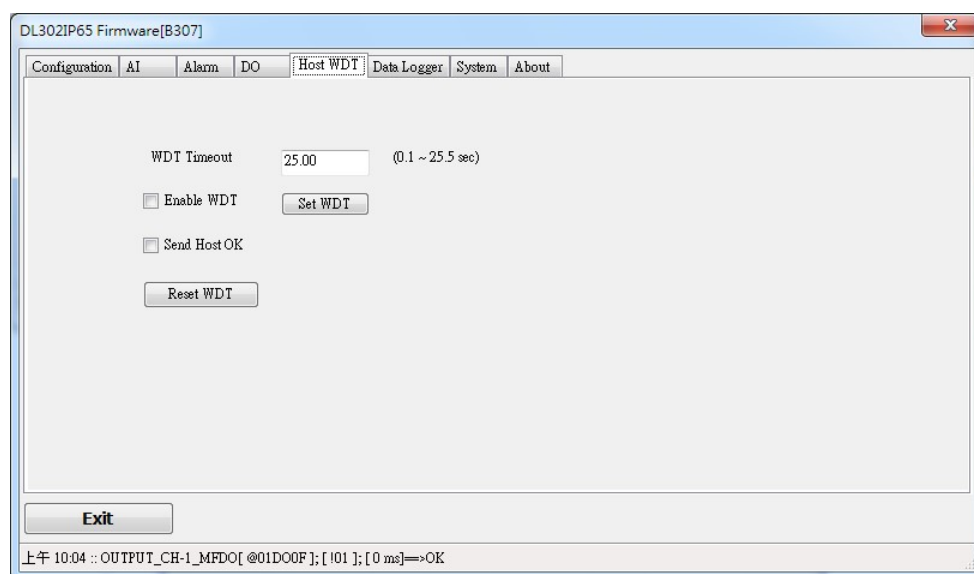 DL302IP65 Firmware[B307]
Configuration AI Alarm DO Host WDT Data Logger System About
WDT Timeout 25.00 (0.1 ~ 25.5 sec)
Enable WDT Set WDT
Send Host OK
Reset WDT
Exit
上午 10:04 :: OUTPUT_CH-1_MFDO[ @01DO0F ]; [ !01 ]; [ 0 ms]==>OK